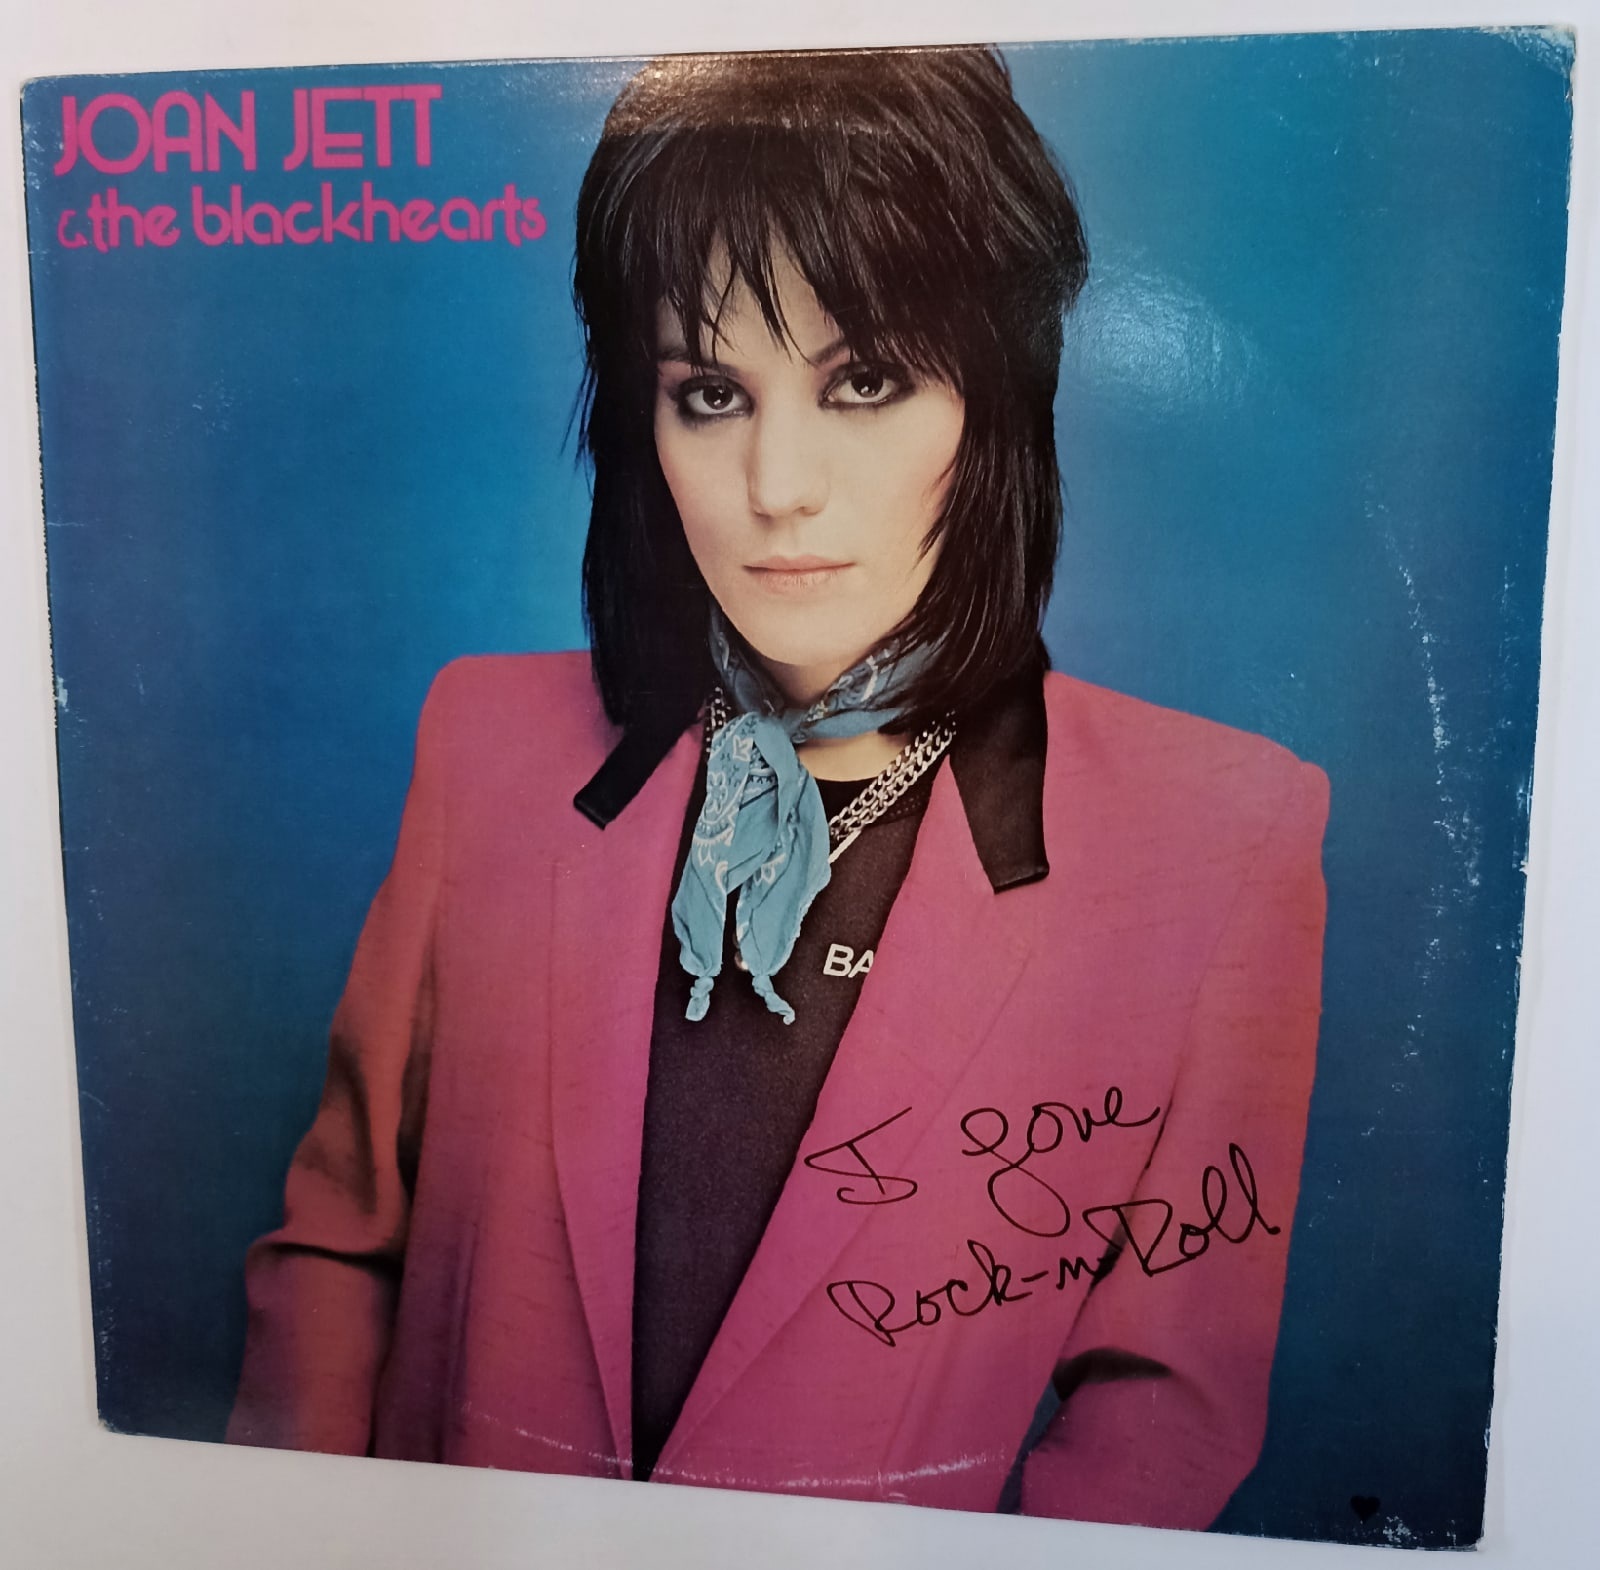 JOAN JETT
& the blackhearts
BA
I Love
Rock-n-Roll